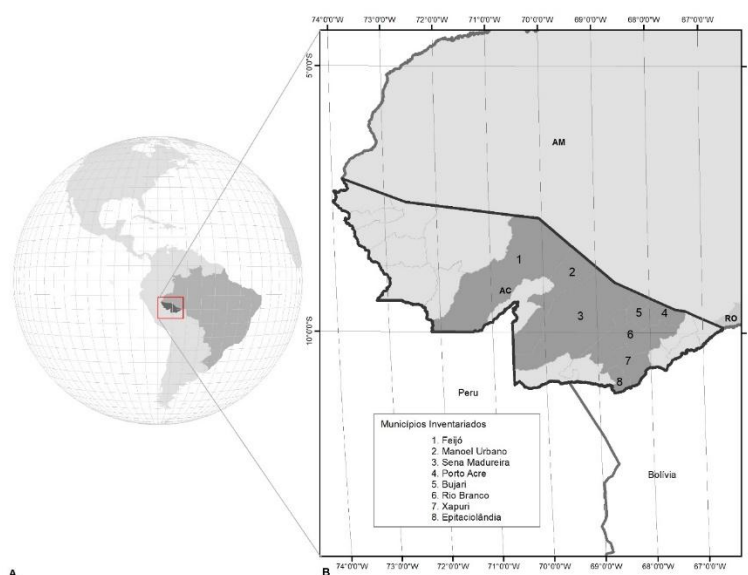 74°0'0"W 73°0'0"W 72°0'0"W 71°0'0"W 70°0'0"W 69°0'0"W 68°0'0"W 67°0'0"W
5°0'0"S
AM
1
2
AC
3
5 4
RO
6
10°0'0"S
7
8
Peru
Bolívia
Municípios Inventariados
1. Feijó
2. Manoel Urbano
3. Sena Madureira
4. Porto Acre
5. Bujari
6. Rio Branco
7. Xapuri
8. Epitaciolândia
74°0'0"W 73°0'0"W 72°0'0"W 71°0'0"W 70°0'0"W 69°0'0"W 68°0'0"W 67°0'0"W
A B